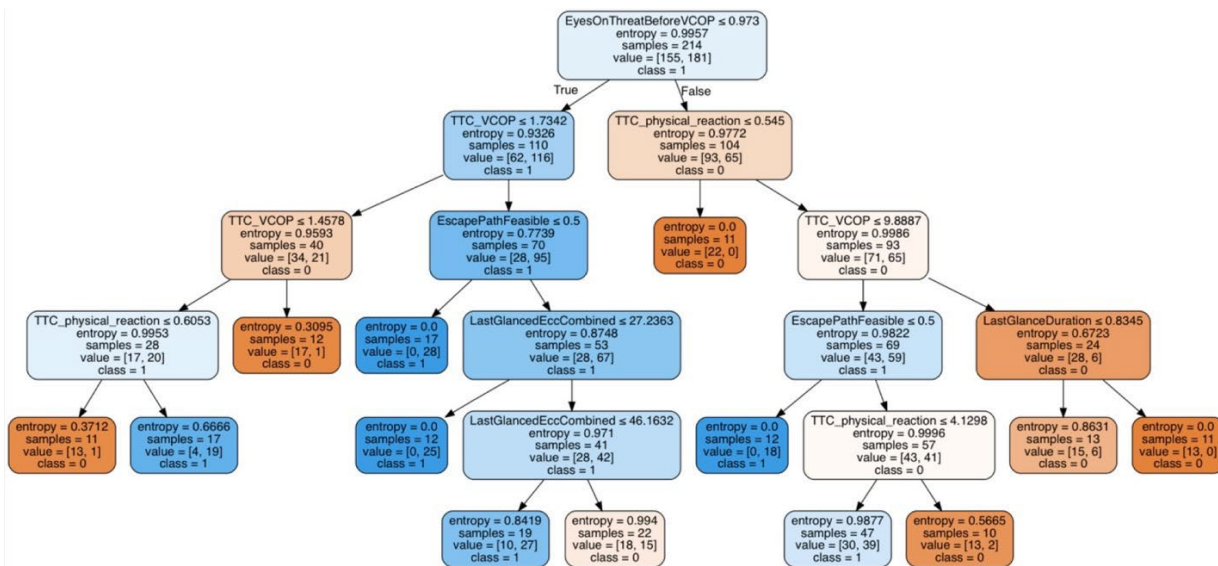 EyesOnThreatBeforeVCOP ≤ 0.973
entropy = 0.9957
samples = 214
value = [155, 181]
class = 1
True
False
TTC_VCOP ≤ 1.7342
entropy = 0.9326
samples = 110
value = [62, 116]
class = 1
TTC_physical_reaction ≤ 0.545
entropy = 0.9772
samples = 104
value = [93, 65]
class = 0
TTC_VCOP ≤ 1.4578
entropy = 0.9593
samples = 40
value = [34, 21]
class = 0
EscapePathFeasible ≤ 0.5
entropy = 0.7739
samples = 70
value = [28, 95]
class = 1
entropy = 0.0
samples = 11
value = [22, 0]
class = 0
TTC_VCOP ≤ 9.8887
entropy = 0.9986
samples = 93
value = [71, 65]
class = 0
TTC_physical_reaction ≤ 0.6053
entropy = 0.9953
samples = 28
value = [17, 20]
class = 1
entropy = 0.3095
samples = 12
value = [17, 1]
class = 0
entropy = 0.0
samples = 17
value = [0, 28]
class = 1
LastGlancedEccCombined ≤ 27.2363
entropy = 0.8748
samples = 53
value = [28, 67]
class = 1
EscapePathFeasible ≤ 0.5
entropy = 0.9822
samples = 69
value = [43, 59]
class = 1
LastGlanceDuration ≤ 0.8345
entropy = 0.6723
samples = 24
value = [28, 6]
class = 0
entropy = 0.3712
samples = 11
value = [13, 1]
class = 0
entropy = 0.6666
samples = 17
value = [4, 19]
class = 1
entropy = 0.0
samples = 12
value = [0, 25]
class = 1
LastGlancedEccCombined ≤ 46.1632
entropy = 0.971
samples = 41
value = [28, 42]
class = 1
entropy = 0.0
samples = 12
value = [0, 18]
class = 1
TTC_physical_reaction ≤ 4.1298
entropy = 0.9996
samples = 57
value = [43, 41]
class = 0
entropy = 0.8631
samples = 13
value = [15, 6]
class = 0
entropy = 0.0
samples = 11
value = [13, 0]
class = 0
entropy = 0.8419
samples = 19
value = [10, 27]
class = 1
entropy = 0.994
samples = 22
value = [18, 15]
class = 0
entropy = 0.9877
samples = 47
value = [30, 39]
class = 1
entropy = 0.5665
samples = 10
value = [13, 2]
class = 0